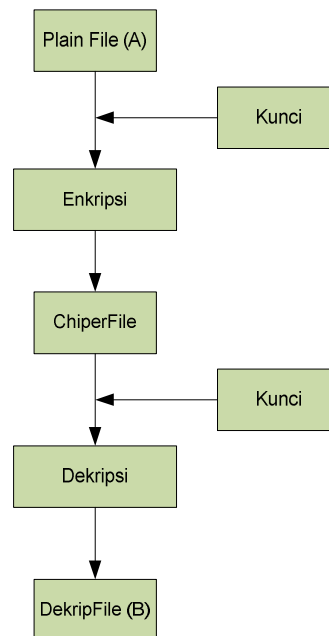 Plain File (A)
Kunci
Enkripsi
ChiperFile
Kunci
Dekripsi
DekripFile (B)